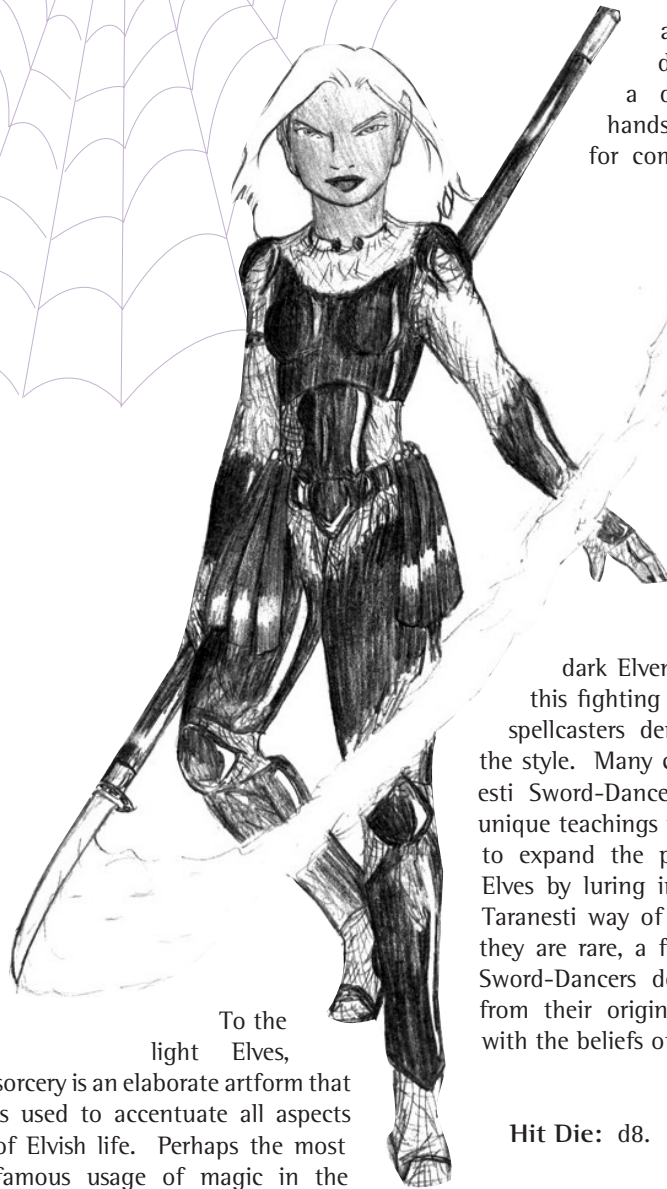 To the
light Elves,
sorcery is an elaborate artform that
s used to accentuate all aspects
of Elvish life. Perhaps the most
famous usage of magic in the
a
d
a
hands
for con
dark Elver
this fighting
spellcasters der
the style. Many c
esti Sword-Dance
unique teachings
to expand the p
Elves by luring in
Taranesti way of
they are rare, a f
Sword-Dancers de
from their origin
with the beliefs of
Hit Die: d8.